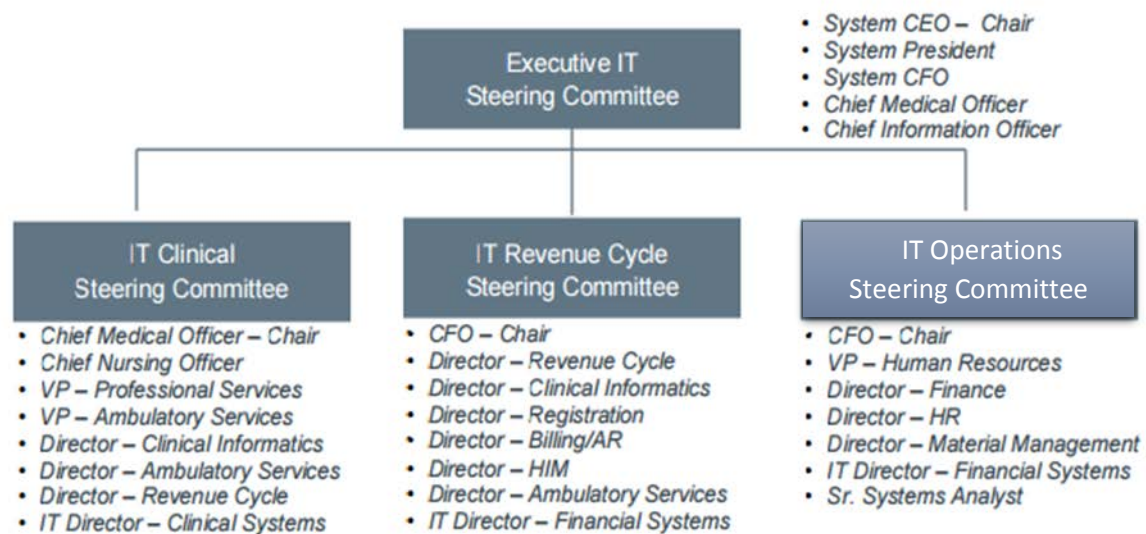 Executive IT
Steering Committee
• System CEO – Chair
• System President
• System CFO
• Chief Medical Officer
• Chief Information Officer
IT Clinical
Steering Committee
• Chief Medical Officer – Chair
• Chief Nursing Officer
• VP – Professional Services
• VP – Ambulatory Services
• Director – Clinical Informatics
• Director – Ambulatory Services
• Director – Revenue Cycle
• IT Director – Clinical Systems
IT Revenue Cycle
Steering Committee
• CFO – Chair
• Director – Revenue Cycle
• Director – Clinical Informatics
• Director – Registration
• Director – Billing/AR
• Director – HIM
• Director – Ambulatory Services
• IT Director – Financial Systems
IT Operations
Steering Committee
• CFO – Chair
• VP – Human Resources
• Director – Finance
• Director – HR
• Director – Material Management
• IT Director – Financial Systems
• Sr. Systems Analyst